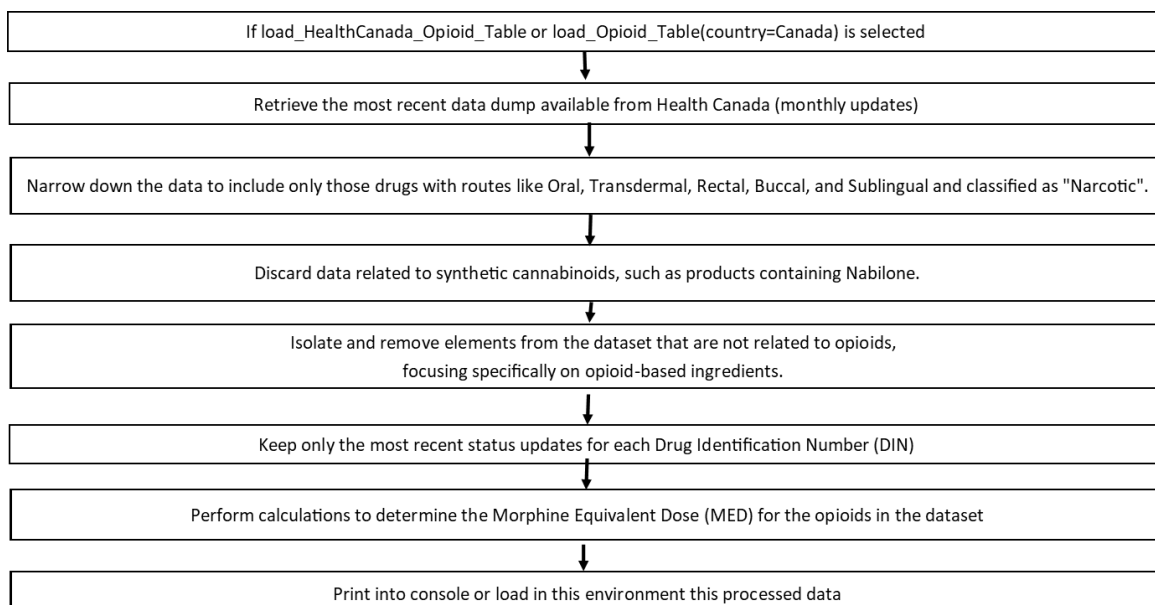 If load_HealthCanada_Opioid_Table or load_Opioid_Table(country=Canada) is selected
Retrieve the most recent data dump available from Health Canada (monthly updates)
Narrow down the data to include only those drugs with routes like Oral, Transdermal, Rectal, Buccal, and Sublingual and classified as "Narcotic".
Discard data related to synthetic cannabinoids, such as products containing Nabilone.
Isolate and remove elements from the dataset that are not related to opioids,
focusing specifically on opioid-based ingredients.
Keep only the most recent status updates for each Drug Identification Number (DIN)
Perform calculations to determine the Morphine Equivalent Dose (MED) for the opioids in the dataset
Print into console or load in this environment this processed data